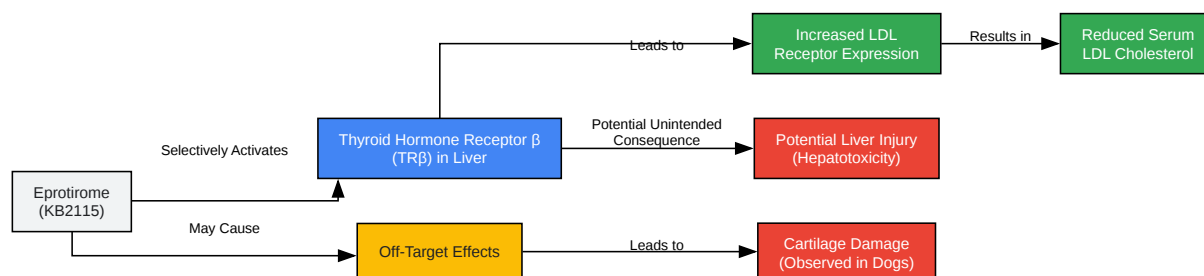 Increased LDL
Receptor Expression
Results in
Reduced Serum
LDL Cholesterol
Leads to
Thyroid Hormone Receptor β
(TRβ) in Liver
Potential Unintended
Consequence
Potential Liver Injury
(Hepatotoxicity)
Selectively Activates
Eprotirome
(KB2115)
May Cause
Off-Target Effects
Leads to
Cartilage Damage
(Observed in Dogs)